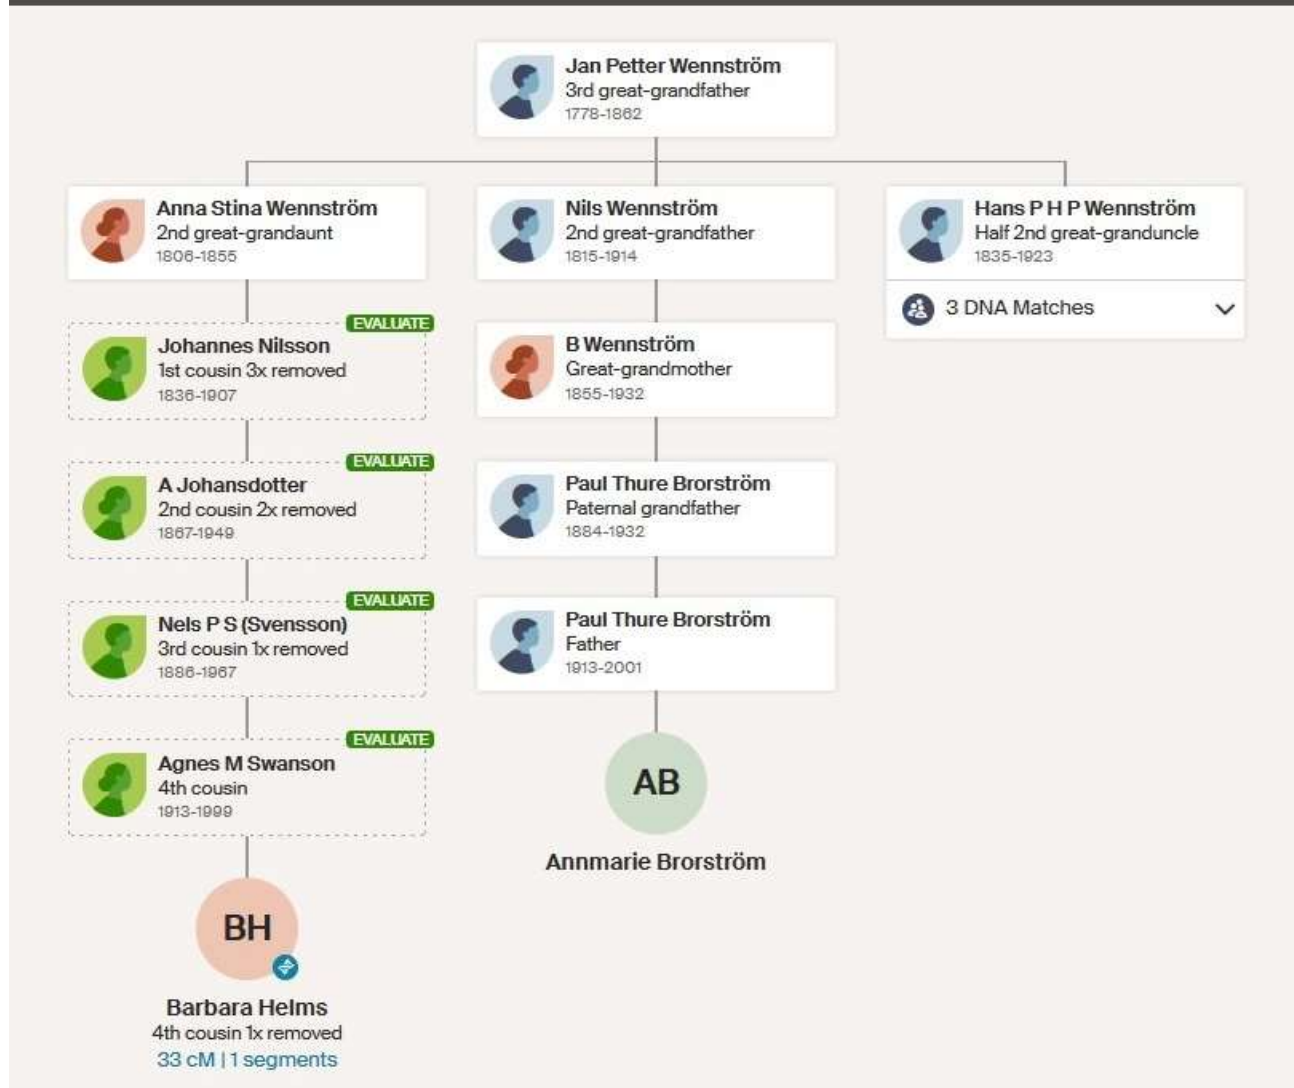 Jan Petter Wennström
3rd great-grandfather
1778-1862
Anna Stina Wennström
2nd great-grandaunt
1806-1855
Nils Wennström
2nd great-grandfather
1815-1914
Hans P H P Wennström
Half 2nd great-granduncle
1835-1923
3 DNA Matches
EVALUATE
Johannes Nilsson
1st cousin 3x removed
1836-1907
B Wennström
Great-grandmother
1855-1932
EVALUATE
A Johansdotter
2nd cousin 2x removed
1867-1949
Paul Thure Brorström
Paternal grandfather
1884-1932
EVALUATE
Nels P S (Svensson)
3rd cousin 1x removed
1886-1967
Paul Thure Brorström
Father
1913-2001
EVALUATE
Agnes M Swanson
4th cousin
1913-1999
AB
Annmarie Brorström
BH
Barbara Helms
4th cousin 1x removed
33 cM | 1 segments